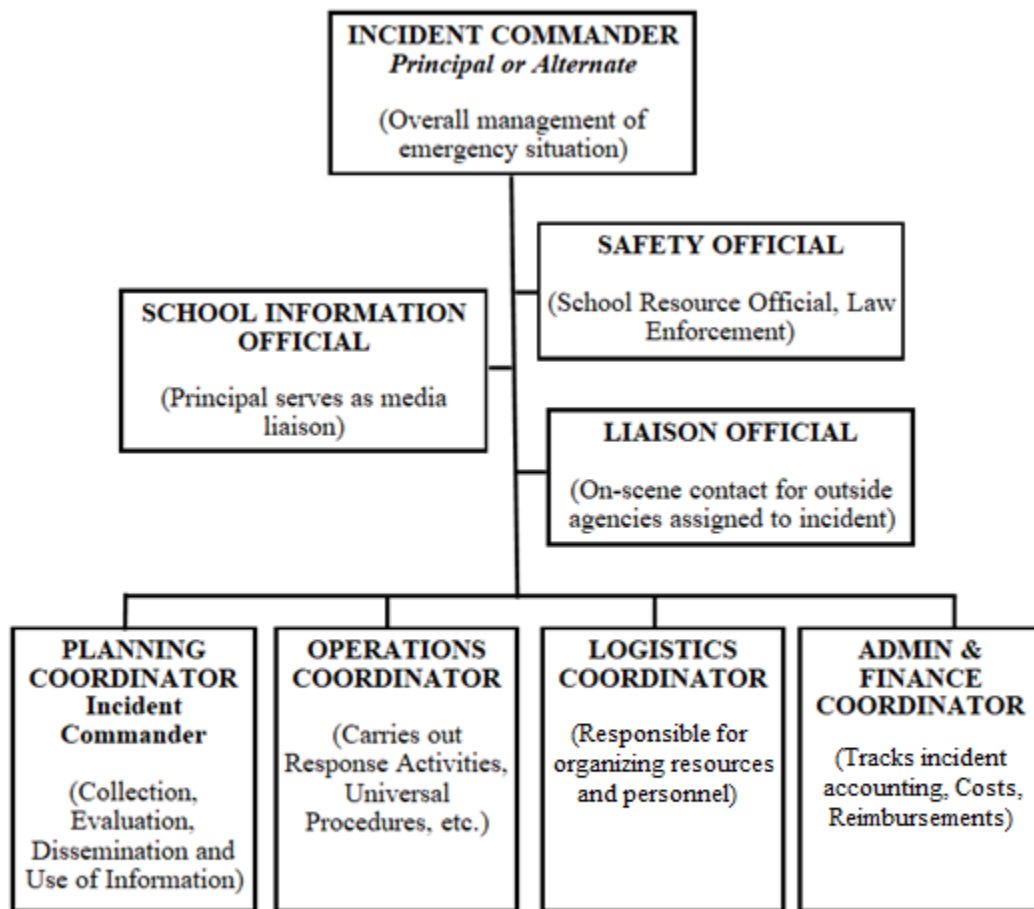 INCIDENT COMMANDER
Principal or Alternate
(Overall management of
emergency situation)
SAFETY OFFICIAL
(School Resource Official, Law
Enforcement)
SCHOOL INFORMATION
OFFICIAL
(Principal serves as media
liaison)
LIAISON OFFICIAL
(On-scene contact for outside
agencies assigned to incident)
PLANNING
COORDINATOR
Incident
Commander
(Collection,
Evaluation,
Dissemination and
Use of Information)
OPERATIONS
COORDINATOR
(Carries out
Response Activities,
Universal
Procedures, etc.)
LOGISTICS
COORDINATOR
(Responsible for
organizing resources
and personnel)
ADMIN &
FINANCE
COORDINATOR
(Tracks incident
accounting, Costs,
Reimbursements)